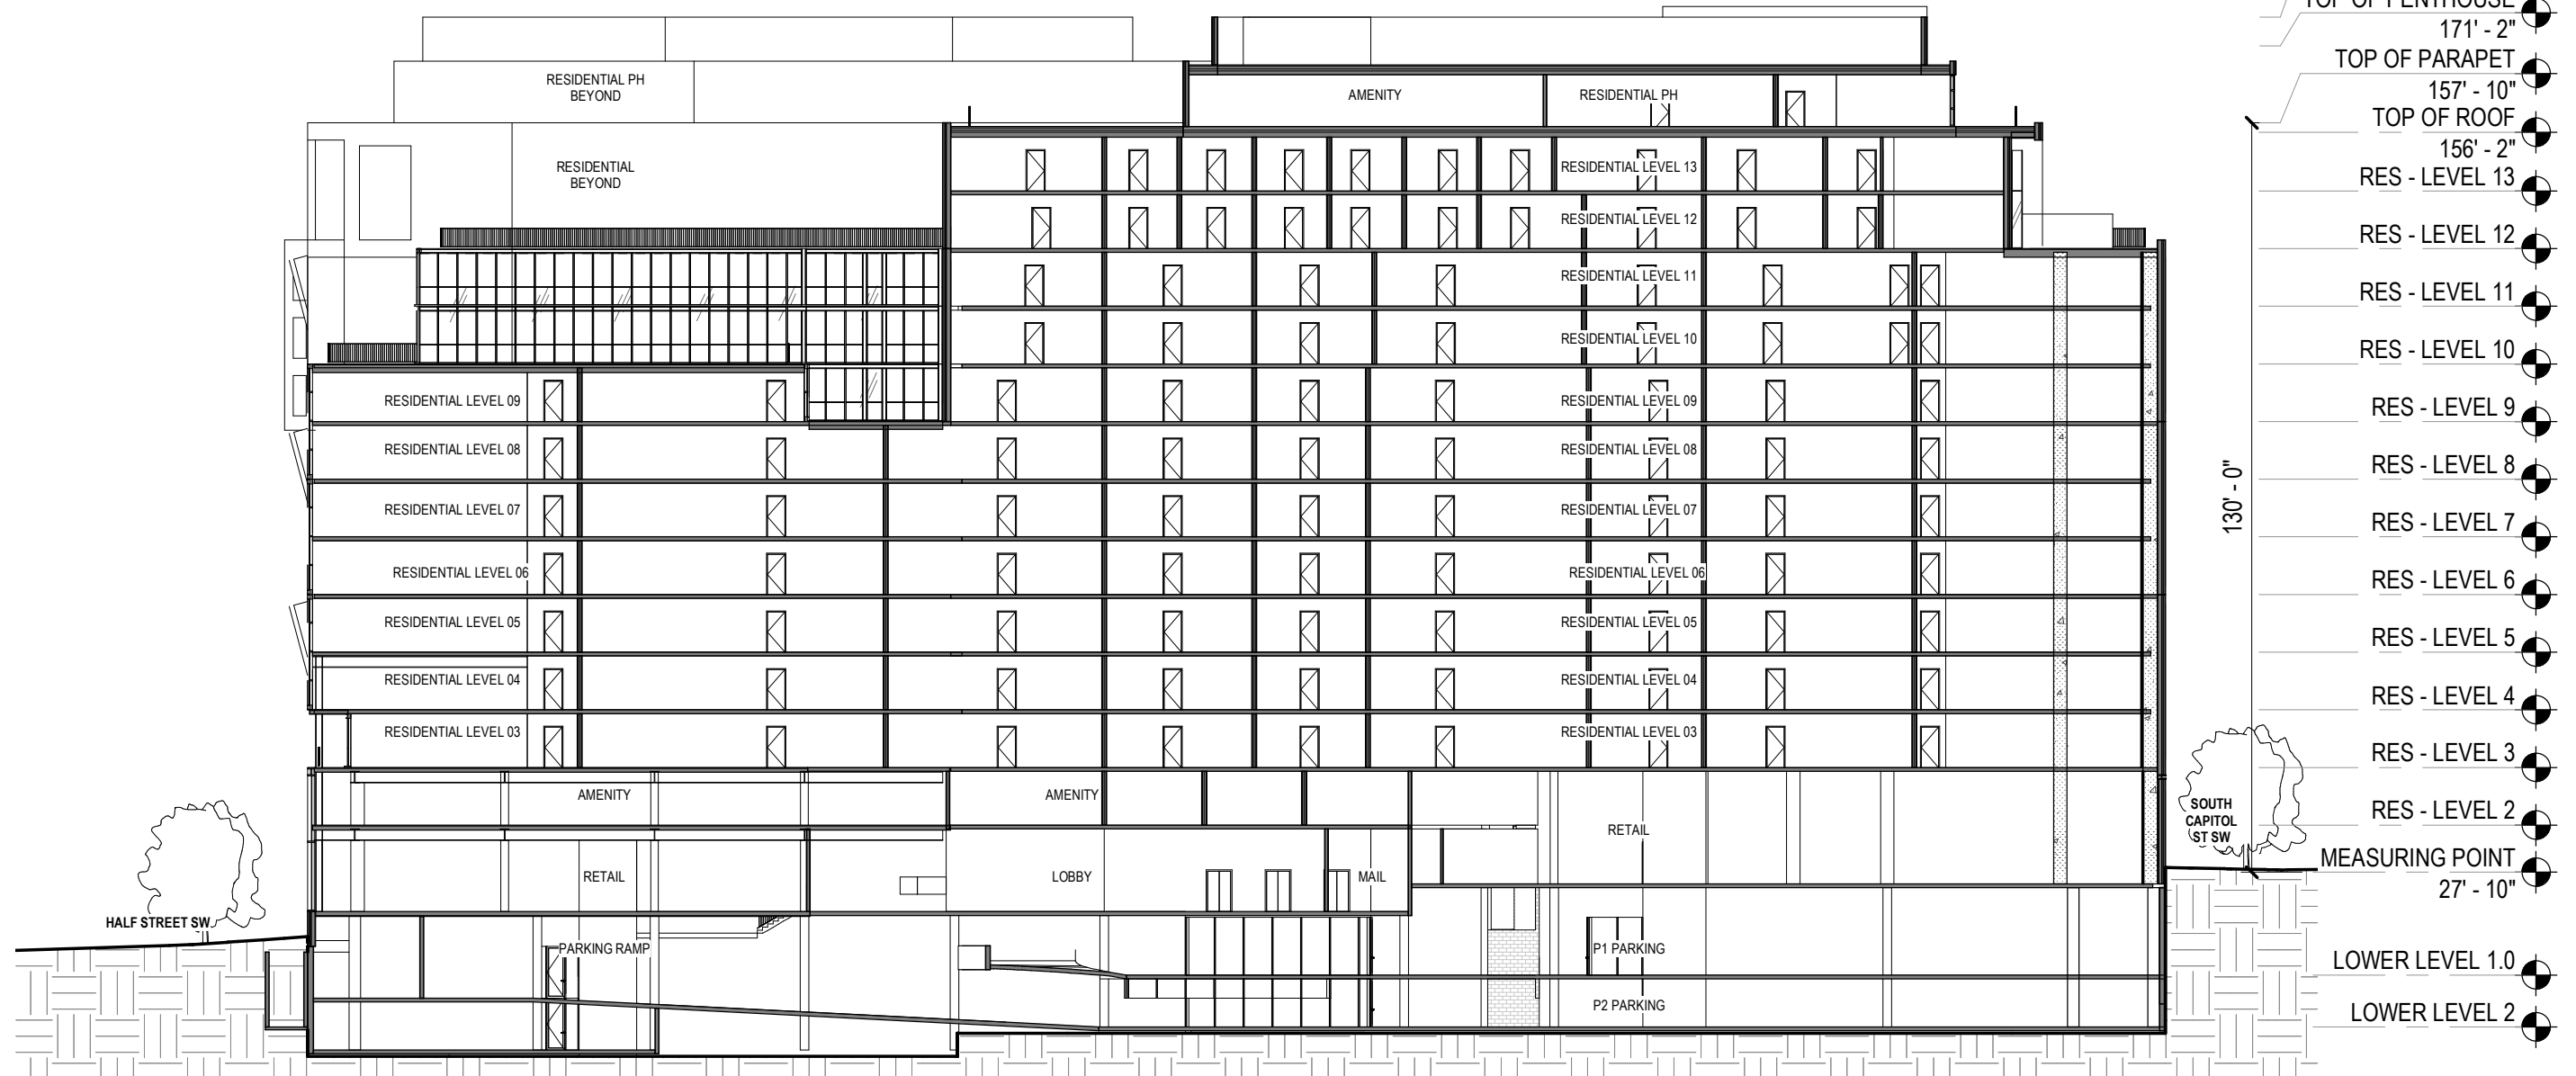 TOP OF PENTHOUSE
171' - 2"
TOP OF PARAPET
157' - 10"
TOP OF ROOF
156' - 2"
RES - LEVEL 13
RES - LEVEL 12
RES - LEVEL 11
RES - LEVEL 10
RES - LEVEL 9
RES - LEVEL 8
RES - LEVEL 7
RES - LEVEL 6
RES - LEVEL 5
RES - LEVEL 4
RES - LEVEL 3
RES - LEVEL 2
MEASURING POINT
27' - 10"
LOWER LEVEL 1.0
LOWER LEVEL 2
130' - 0"
RESIDENTIAL PH
BEYOND
AMENITY
RESIDENTIAL PH
RESIDENTIAL
BEYOND
RESIDENTIAL LEVEL 13
RESIDENTIAL LEVEL 12
RESIDENTIAL LEVEL 11
RESIDENTIAL LEVEL 10
RESIDENTIAL LEVEL 09
RESIDENTIAL LEVEL 09
RESIDENTIAL LEVEL 08
RESIDENTIAL LEVEL 08
RESIDENTIAL LEVEL 07
RESIDENTIAL LEVEL 07
RESIDENTIAL LEVEL 06
RESIDENTIAL LEVEL 06
RESIDENTIAL LEVEL 05
RESIDENTIAL LEVEL 05
RESIDENTIAL LEVEL 04
RESIDENTIAL LEVEL 04
RESIDENTIAL LEVEL 03
RESIDENTIAL LEVEL 03
AMENITY
AMENITY
RETAIL
SOUTH
CAPITOL
ST SW
RETAIL
LOBBY
MAIL
HALF STREET SW
PARKING RAMP
P1 PARKING
P2 PARKING